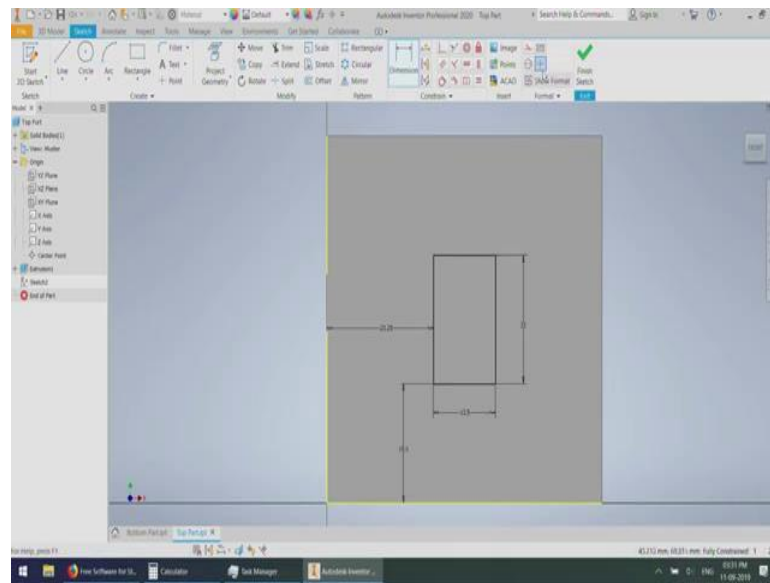 Material
Default
Autodesk Inventor Professional 2020 Top Part
Search Help & Commands...
Sign In
3D Model Sketch Annotate Inspect Tools Manage View Environments Get Started Collaborate
Start
2D Sketch
Line
Circle
Arc
Rectangle
Fillet
Text
Point
Project
Geometry
Move
Copy
Rotate
Trim
Extend
Split
Scale
Stretch
Offset
Rectangular
Circular
Mirror
Dimension
Image
Points
ACAD
Show Format
Finish
Sketch
Sketch
Create
Modify
Pattern
Constrain
Insert
Format
Exit
Model
Top Part
Solid Bodies(1)
View: Master
Origin
YZ Plane
XZ Plane
XY Plane
X Axis
Y Axis
Z Axis
Center Point
Extrusion1
Sketch2
End of Part
Bottom Part.ipt
Top Part.ipt
For Help, press F1
Fully Constrained
Free Software for St...
Calculator
Task Manager
Autodesk Inventor ...
ENG
03:31 PM
11-09-2019